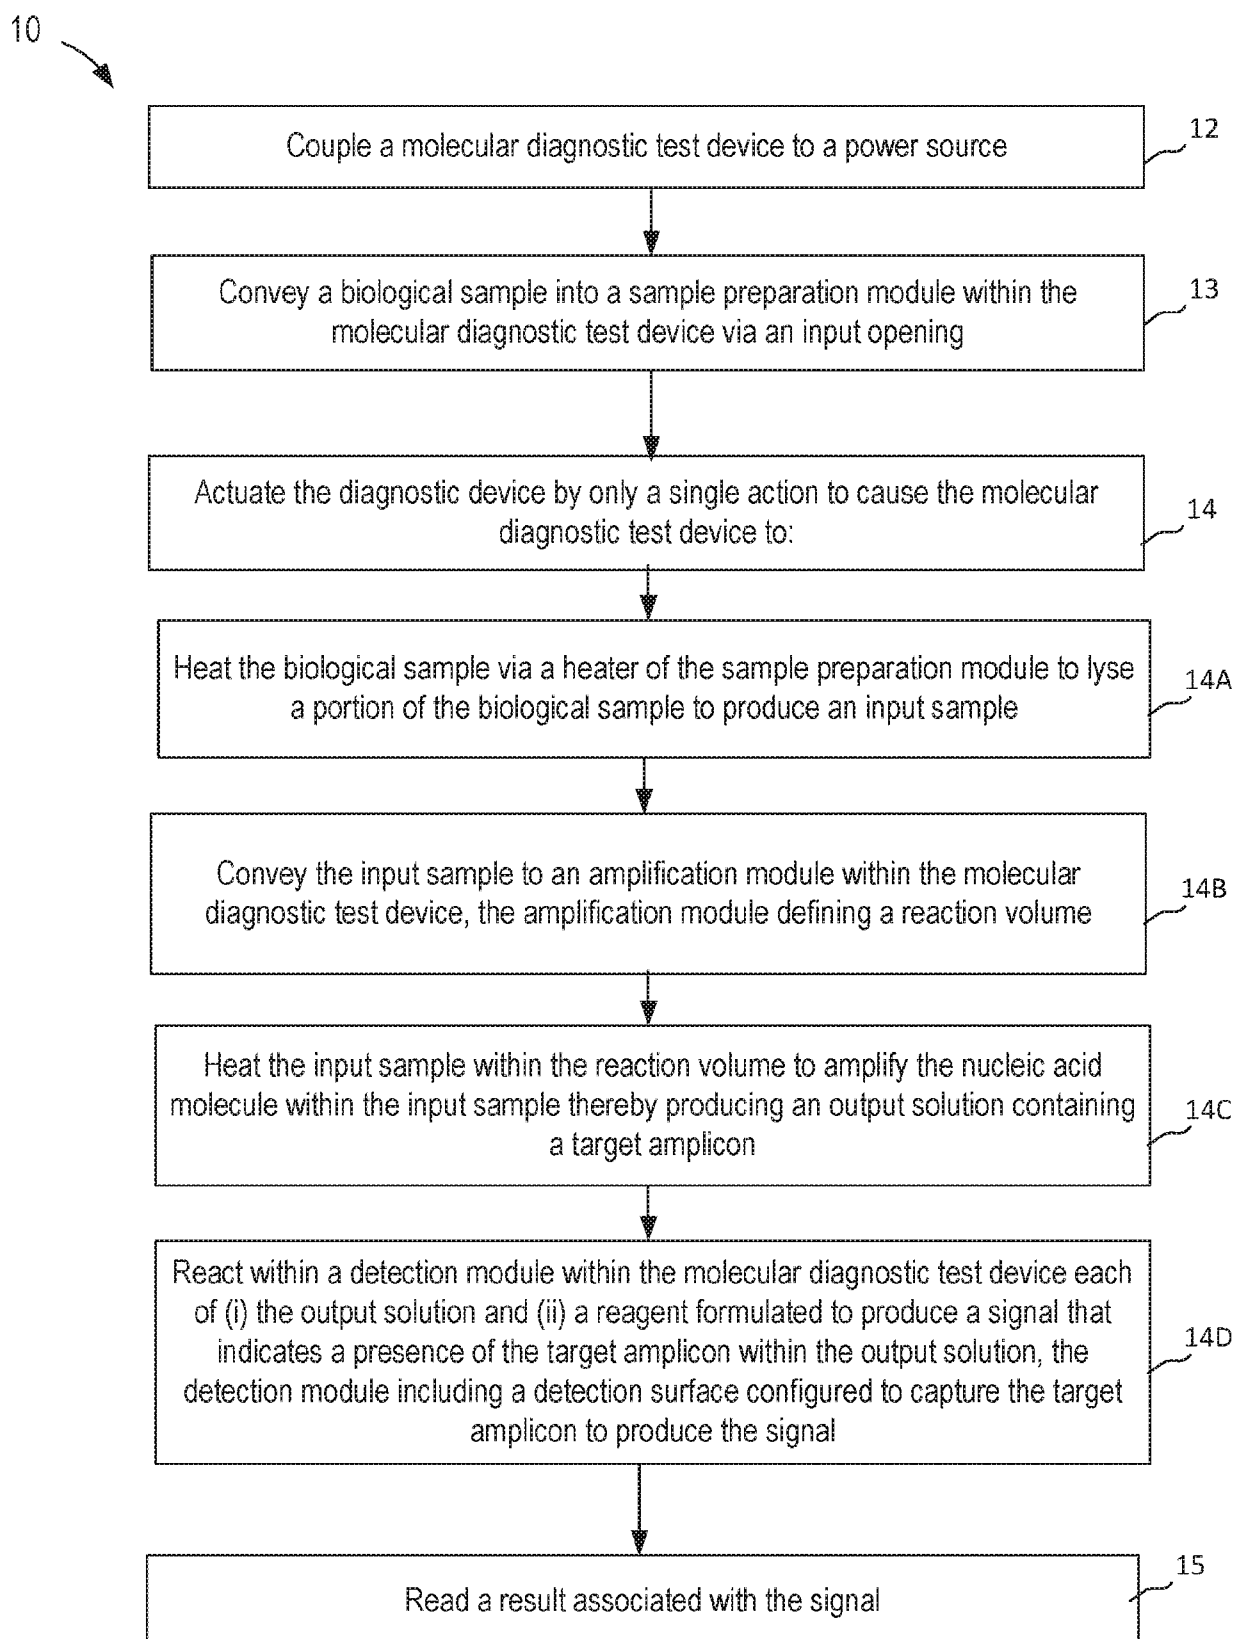 10
Couple a molecular diagnostic test device to a power source
12
Convey a biological sample into a sample preparation module within the
molecular diagnostic test device via an input opening
13
Actuate the diagnostic device by only a single action to cause the molecular
diagnostic test device to:
14
Heat the biological sample via a heater of the sample preparation module to lyse
a portion of the biological sample to produce an input sample
14A
Convey the input sample to an amplification module within the molecular
diagnostic test device, the amplification module defining a reaction volume
14B
Heat the input sample within the reaction volume to amplify the nucleic acid
molecule within the input sample thereby producing an output solution containing
a target amplicon
14C
React within a detection module within the molecular diagnostic test device each
of (i) the output solution and (ii) a reagent formulated to produce a signal that
indicates a presence of the target amplicon within the output solution, the
detection module including a detection surface configured to capture the target
amplicon to produce the signal
14D
Read a result associated with the signal
15